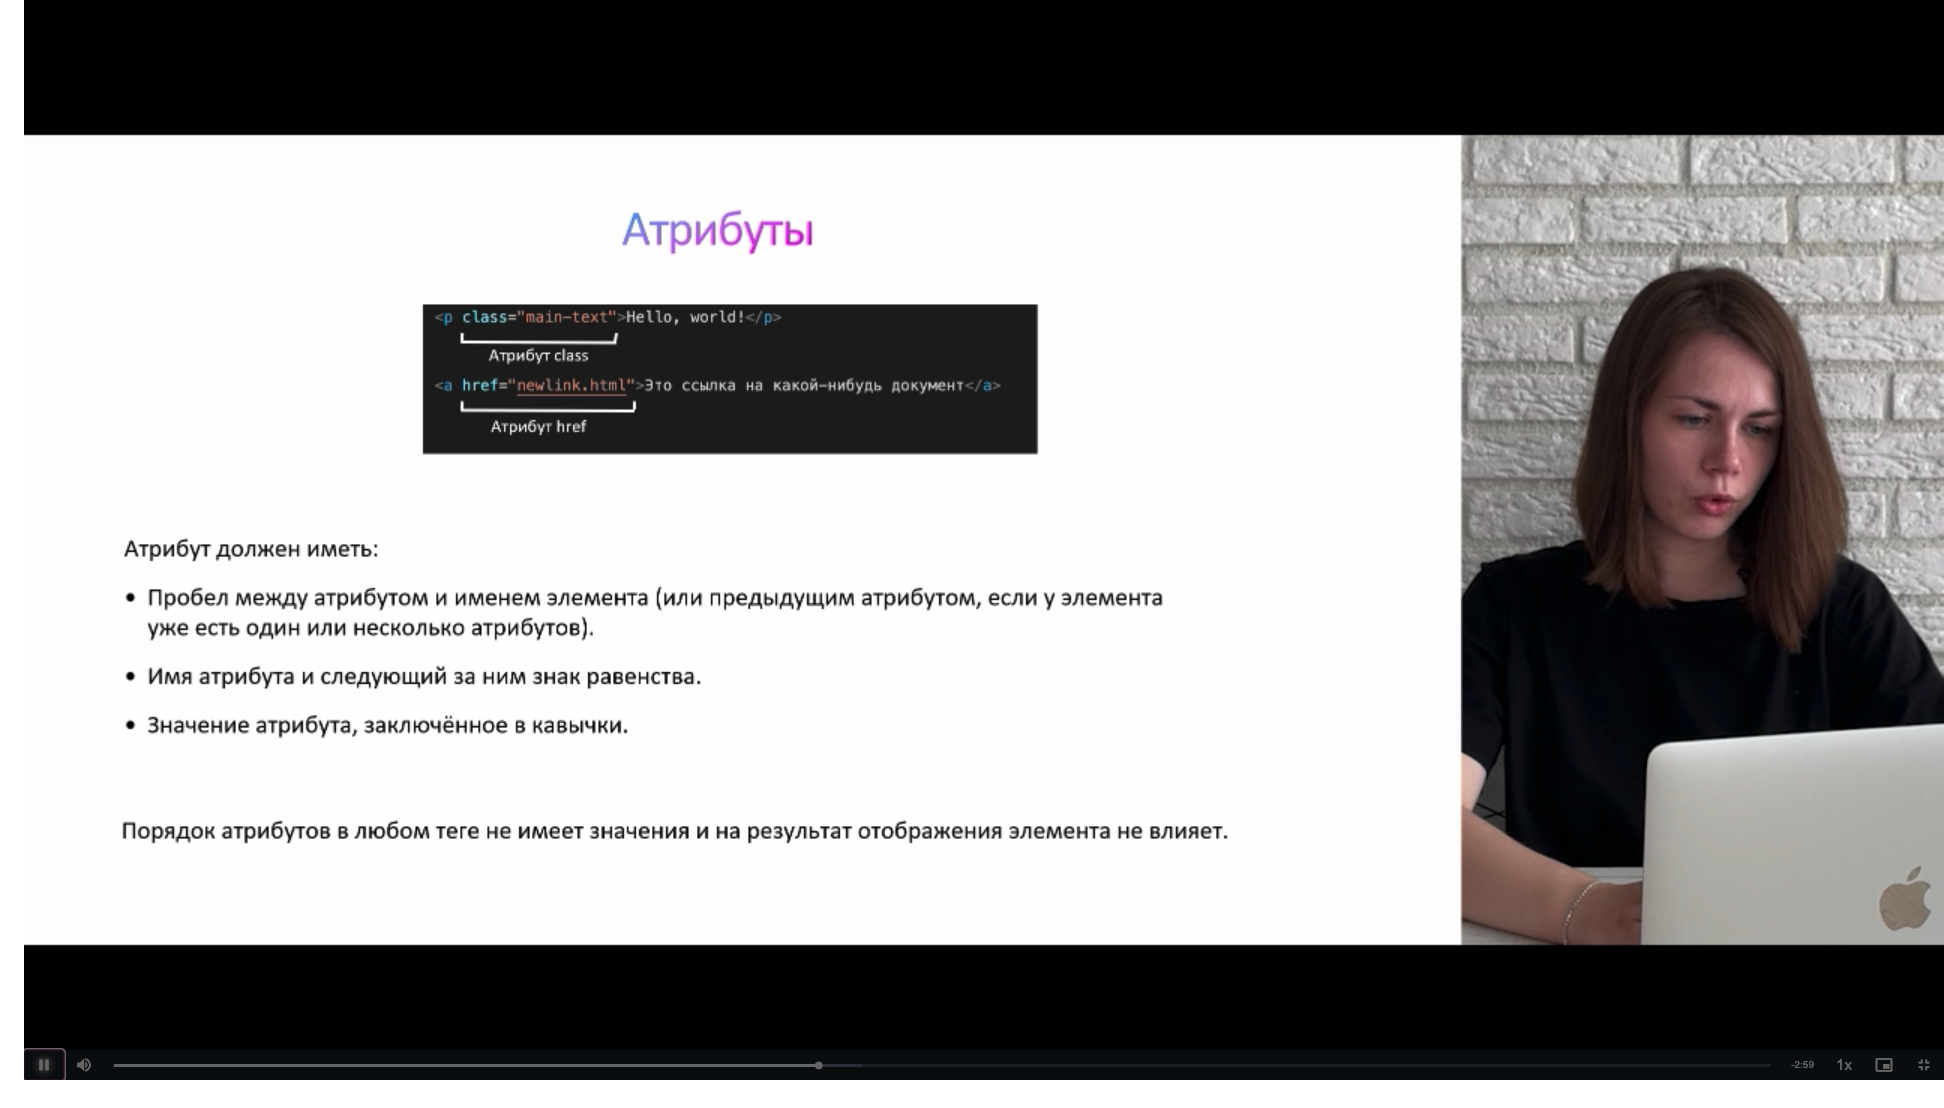 Атрибуты
<p class="main-text">Hello, world!</p>
Атрибут class
<a href="newlink.html">Это ссылка на какой-нибудь документ</a>
Атрибут href
Атрибут должен иметь:
• Пробел между атрибутом и именем элемента (или предыдущим атрибутом, если у элемента
уже есть один или несколько атрибутов).
• Имя атрибута и следующий за ним знак равенства.
• Значение атрибута, заключённое в кавычки.
Порядок атрибутов в любом теге не имеет значения и на результат отображения элемента не влияет.
-2:59 1x